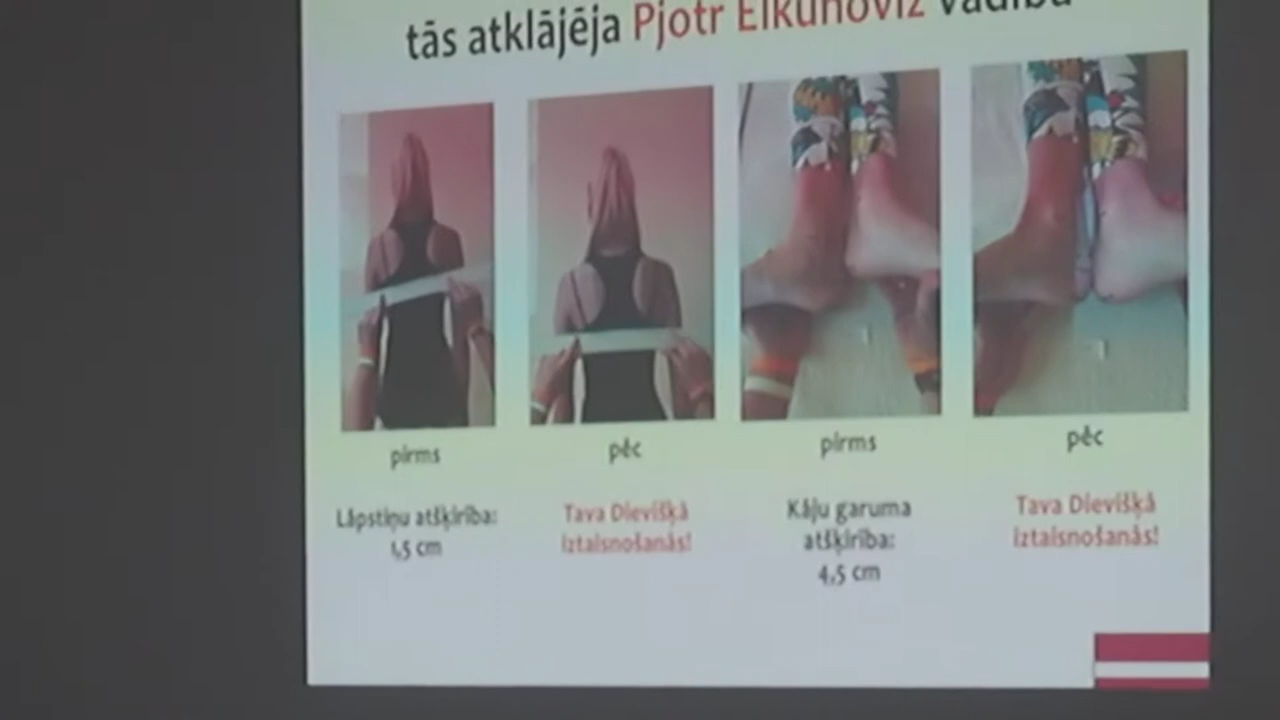 tās atklājēja Pjotr Elkunoviz vadībā
pirms
pēc
pirms
pēc
Lāpstiņu atšķirība:
1,5 cm
Tava Dievišķā
iztaisnošanās!
Kāju garuma
atšķirība:
4,5 cm
Tava Dievišķā
iztaisnošanās!